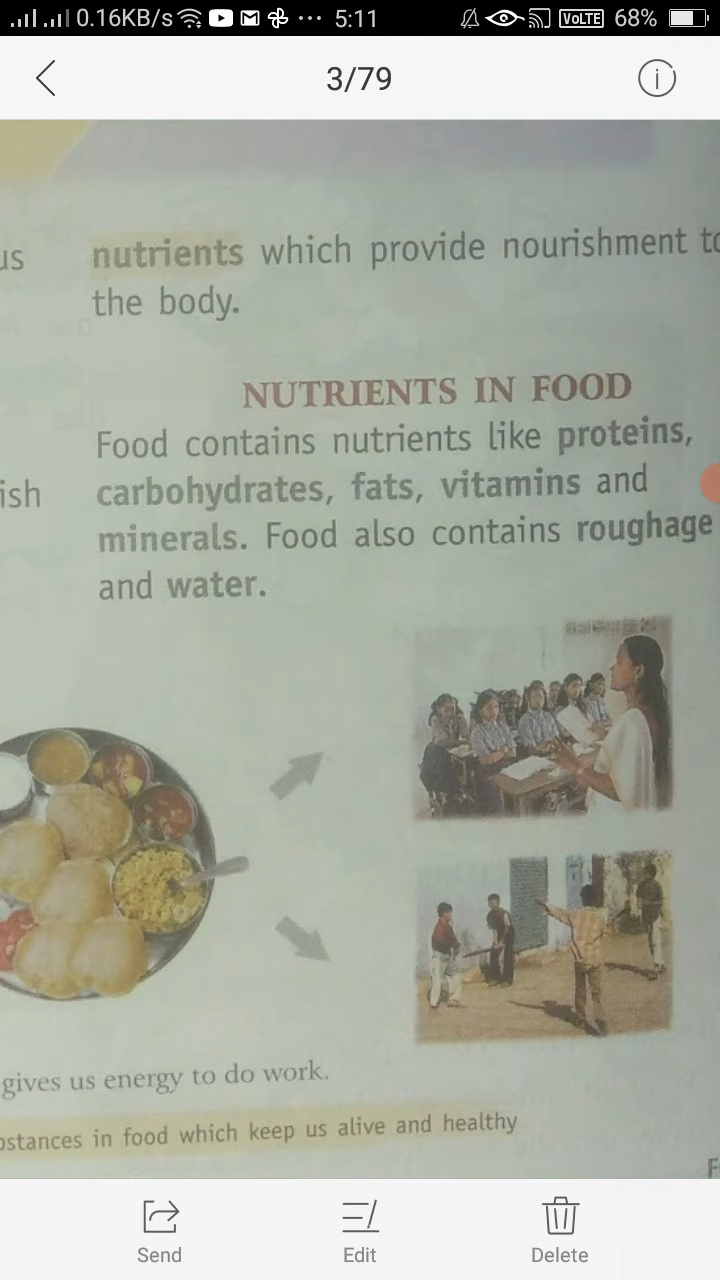 0.16KB/s ... 5:11 VoLTE 68%
3/79
us
nutrients which provide nourishment to
the body.
NUTRIENTS IN FOOD
Food contains nutrients like proteins,
ish
carbohydrates, fats, vitamins and
minerals. Food also contains roughage
and water.
gives us energy to do work.
bstances in food which keep us alive and healthy
F
Send Edit Delete